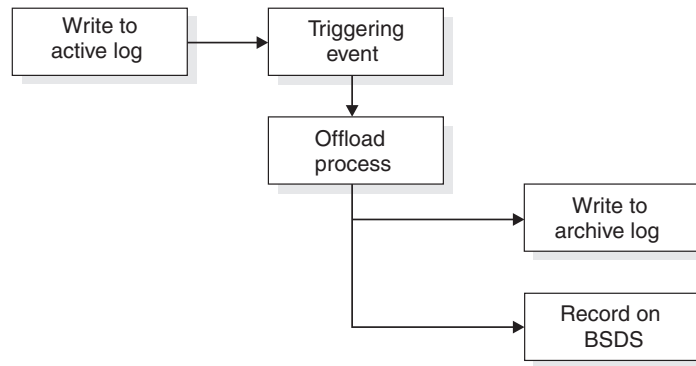 Write to
active log
Triggering
event
Offload
process
Write to
archive log
Record on
BSDS